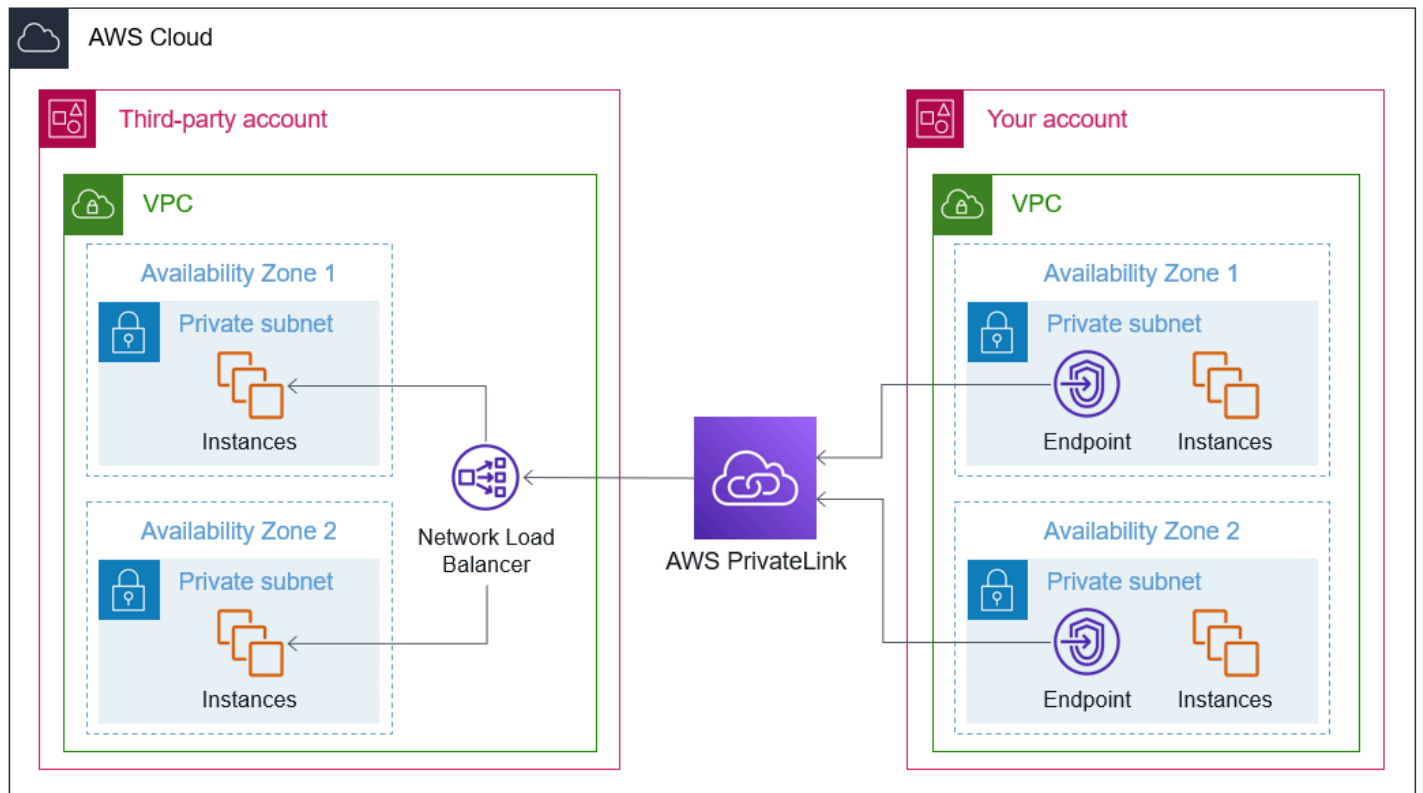 AWS Cloud
Third-party account
VPC
Availability Zone 1
Private subnet
Instances
Availability Zone 2
Private subnet
Instances
Network Load
Balancer
AWS PrivateLink
Your account
VPC
Availability Zone 1
Private subnet
Endpoint
Instances
Availability Zone 2
Private subnet
Endpoint
Instances